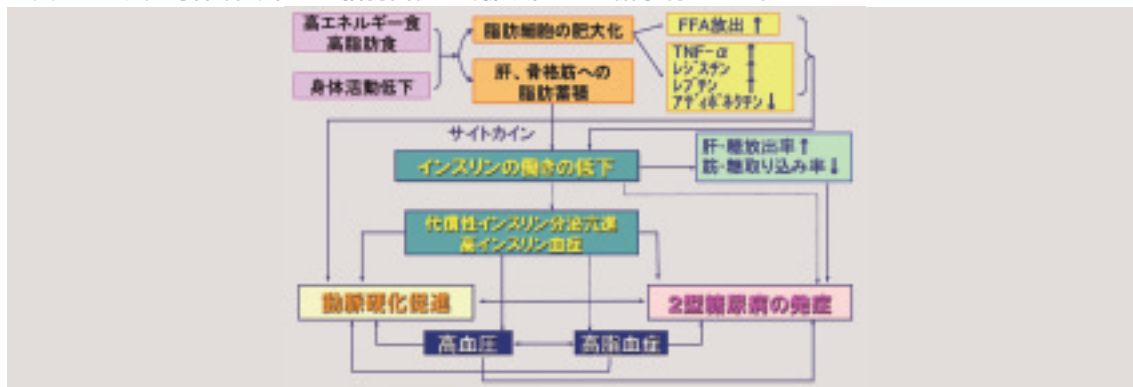 高エネルギー食
高脂肪食
身体活動低下
脂肪細胞の肥大化
肝、骨格筋への
脂肪蓄積
FFA放出 ↑
TNF-α ↑
レジスチン ↑
レプチン ↑
アディポネクチン ↓
サイトカイン
インスリンの働きの低下
肝・糖放出率↑
筋・糖取り込み率↓
代償性インスリン分泌亢進
高インスリン血症
動脈硬化促進
2型糖尿病の発症
高血圧
高脂血症